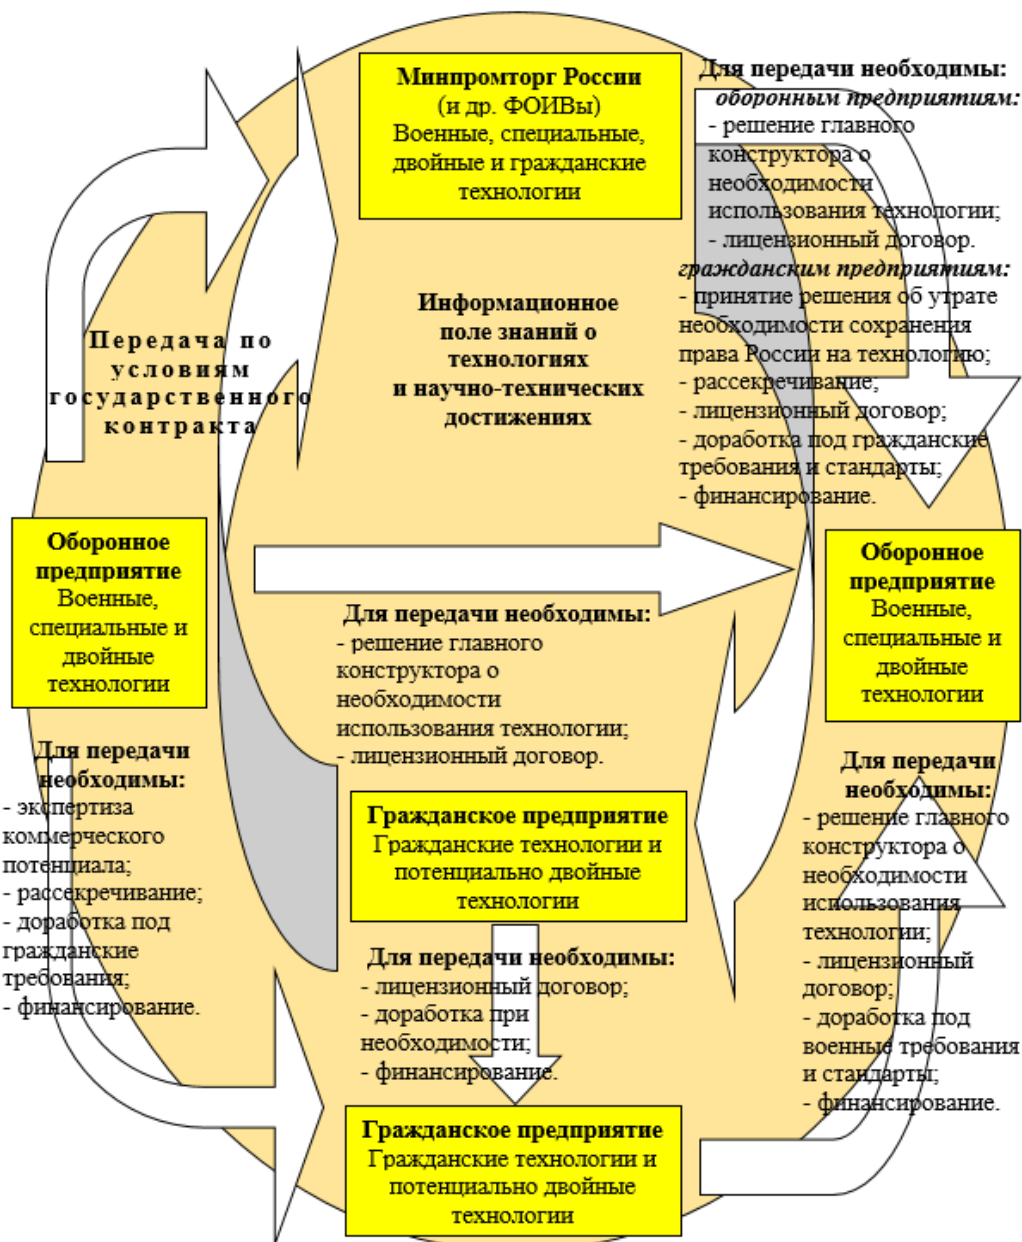 Минпромторг России
(и др. ФОИВы)
Военные, специальные,
двойные и гражданские
технологии
Для передачи необходимы:
оборонным предприятиям:
- решение главного
конструктора о
необходимости
использования технологии;
- лицензионный договор.
гражданским предприятиям:
- принятие решения об утрате
необходимости сохранения
права России на технологию;
- рассекречивание;
- лицензионный договор;
- доработка под гражданские
требования и стандарты;
- финансирование.
Информационное
поле знаний о
технологиях
и научно-технических
достижениях
Передача по
условиям
государственного
контракта
Оборонное
предприятие
Военные,
специальные и
двойные
технологии
Для передачи необходимы:
- решение главного
конструктора о
необходимости
использования технологии;
- лицензионный договор.
Оборонное
предприятие
Военные,
специальные и
двойные
технологии
Для передачи
необходимы:
- экспертиза
коммерческого
потенциала;
- рассекречивание;
- доработка под
гражданские
требования;
- финансирование.
Гражданское предприятие
Гражданские технологии и
потенциально двойные
технологии
Для передачи
необходимы:
- решение главного
конструктора о
необходимости
использования
технологии;
- лицензионный
договор;
- доработка под
военные требования
и стандарты;
- финансирование.
Для передачи необходимы:
- лицензионный договор;
- доработка при
необходимости;
- финансирование.
Гражданское предприятие
Гражданские технологии и
потенциально двойные
технологии